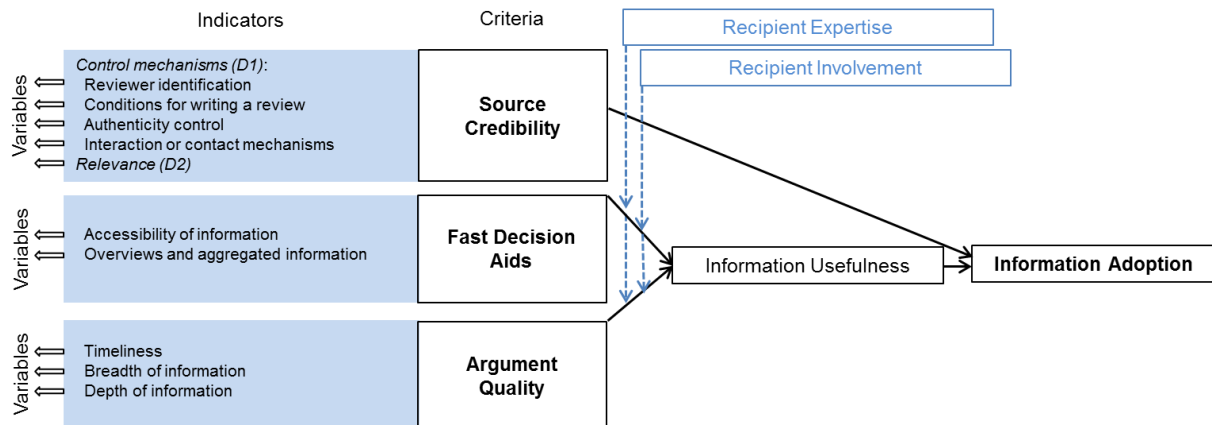 Indicators
Criteria
Recipient Expertise
Recipient Involvement
Variables
Control mechanisms (D1):
Reviewer identification
Conditions for writing a review
Authenticity control
Interaction or contact mechanisms
Relevance (D2)
Source
Credibility
Variables
Accessibility of information
Overviews and aggregated information
Fast Decision
Aids
Information Usefulness
Information Adoption
Variables
Timeliness
Breadth of information
Depth of information
Argument
Quality